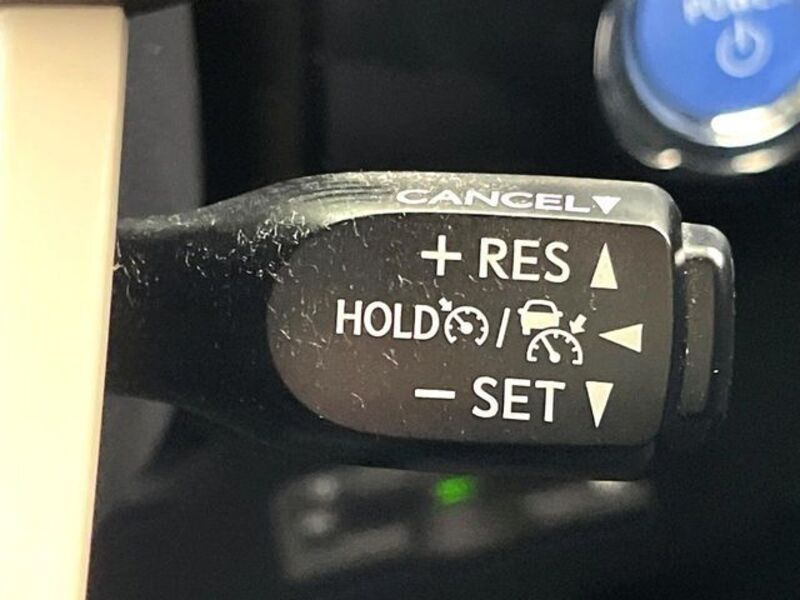 CANCEL▼
+ RES ▲
HOLD / ◀
− SET ▼